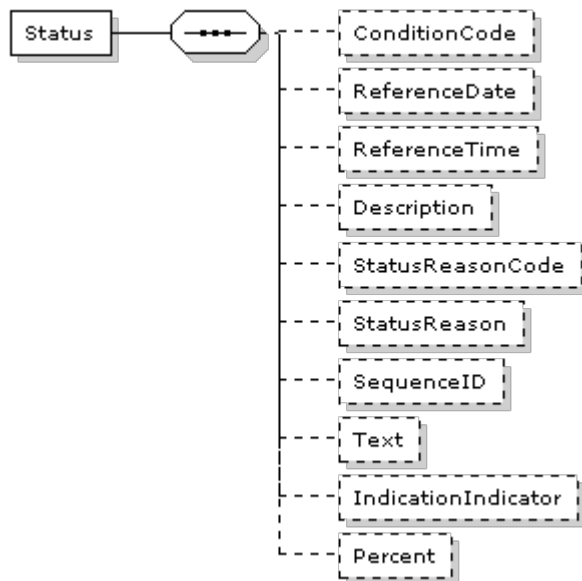 Status
ConditionCode
ReferenceDate
ReferenceTime
Description
StatusReasonCode
StatusReason
SequenceID
Text
IndicationIndicator
Percent